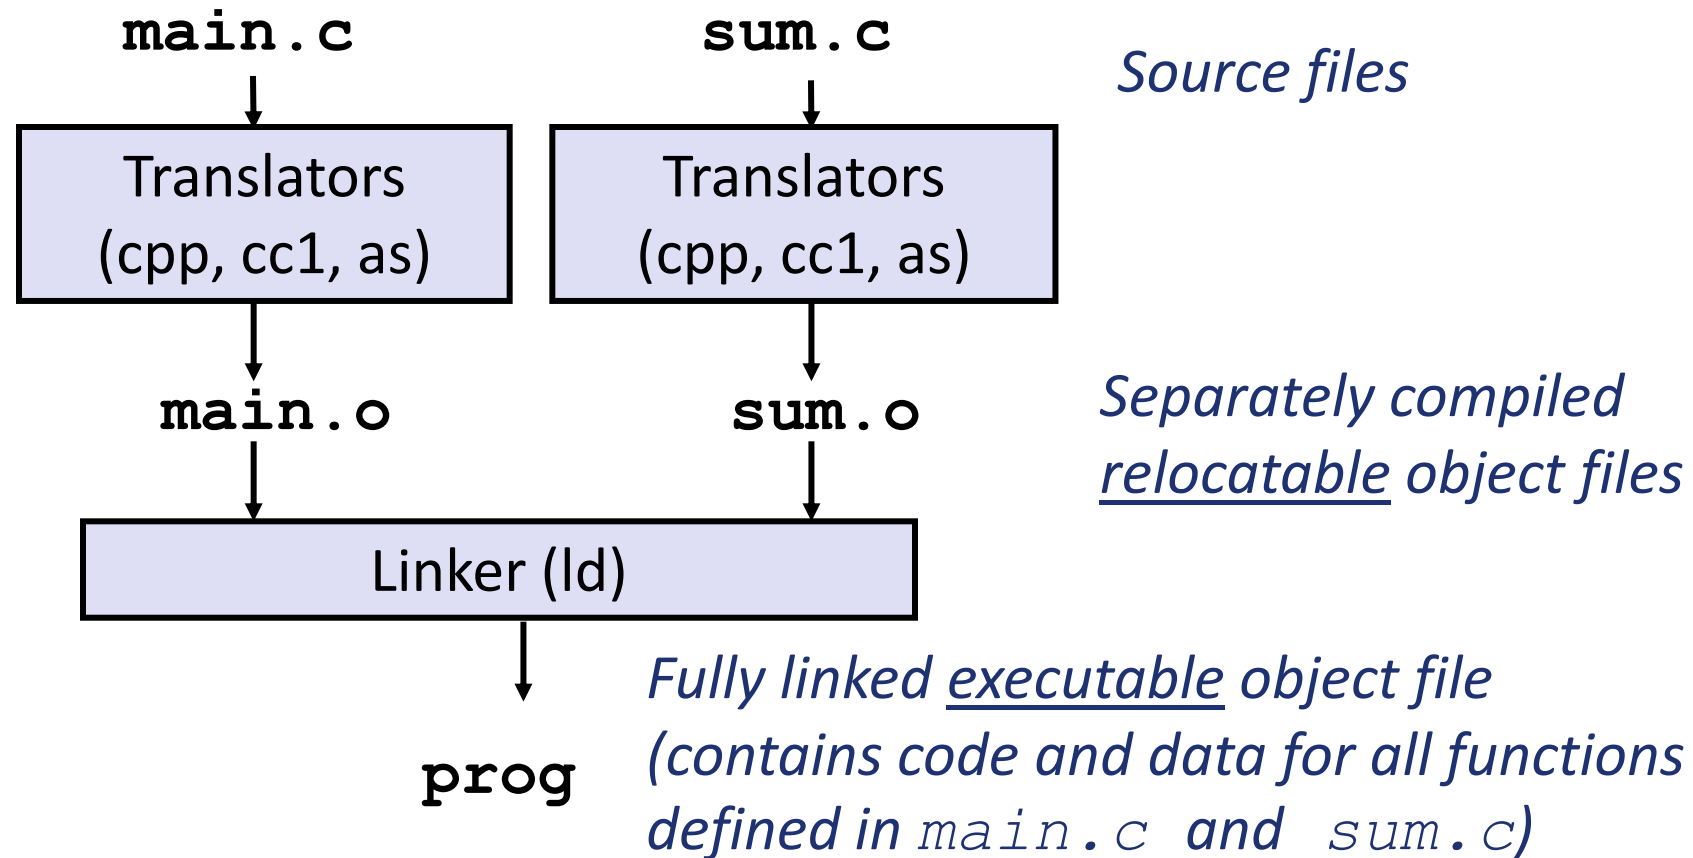 main.c
sum.c
Source files
Translators
(cpp, cc1, as)
Translators
(cpp, cc1, as)
main.o
sum.o
Separately compiled
relocatable object files
Linker (ld)
Fully linked executable object file
(contains code and data for all functions
defined in main.c and sum.c)
prog